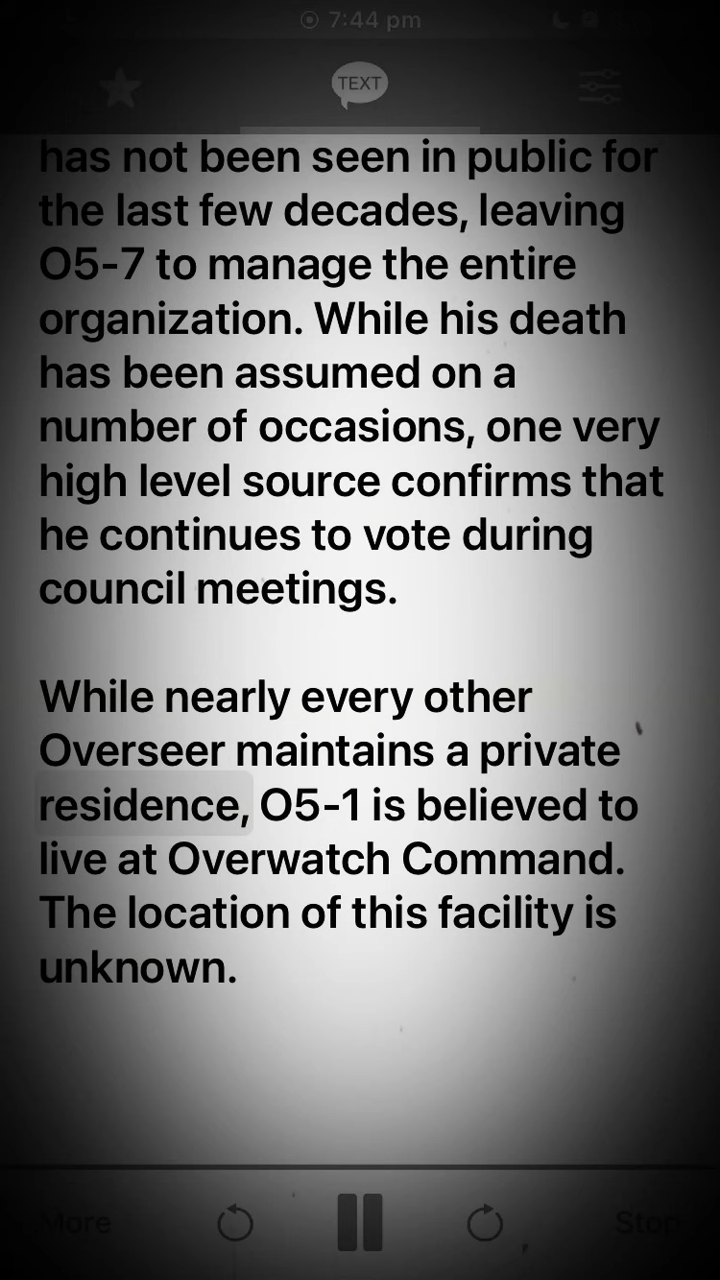 7:44 pm
TEXT
has not been seen in public for
the last few decades, leaving
O5-7 to manage the entire
organization. While his death
has been assumed on a
number of occasions, one very
high level source confirms that
he continues to vote during
council meetings.
While nearly every other
Overseer maintains a private
residence, O5-1 is believed to
live at Overwatch Command.
The location of this facility is
unknown.
More
Stop